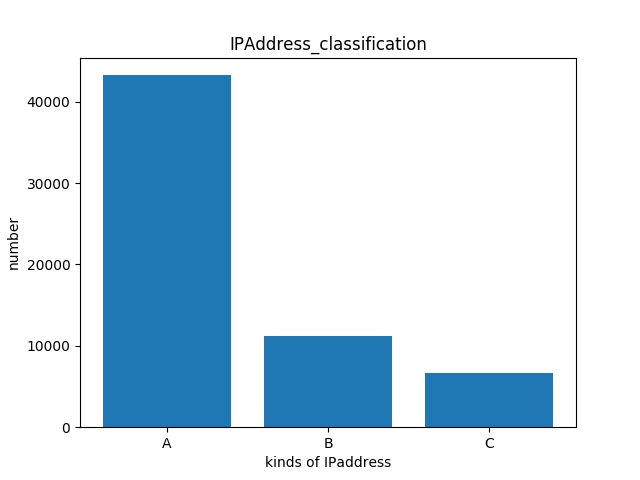 IPAddress_classification
40000
30000
20000
10000
0
number
A B C
kinds of IPaddress